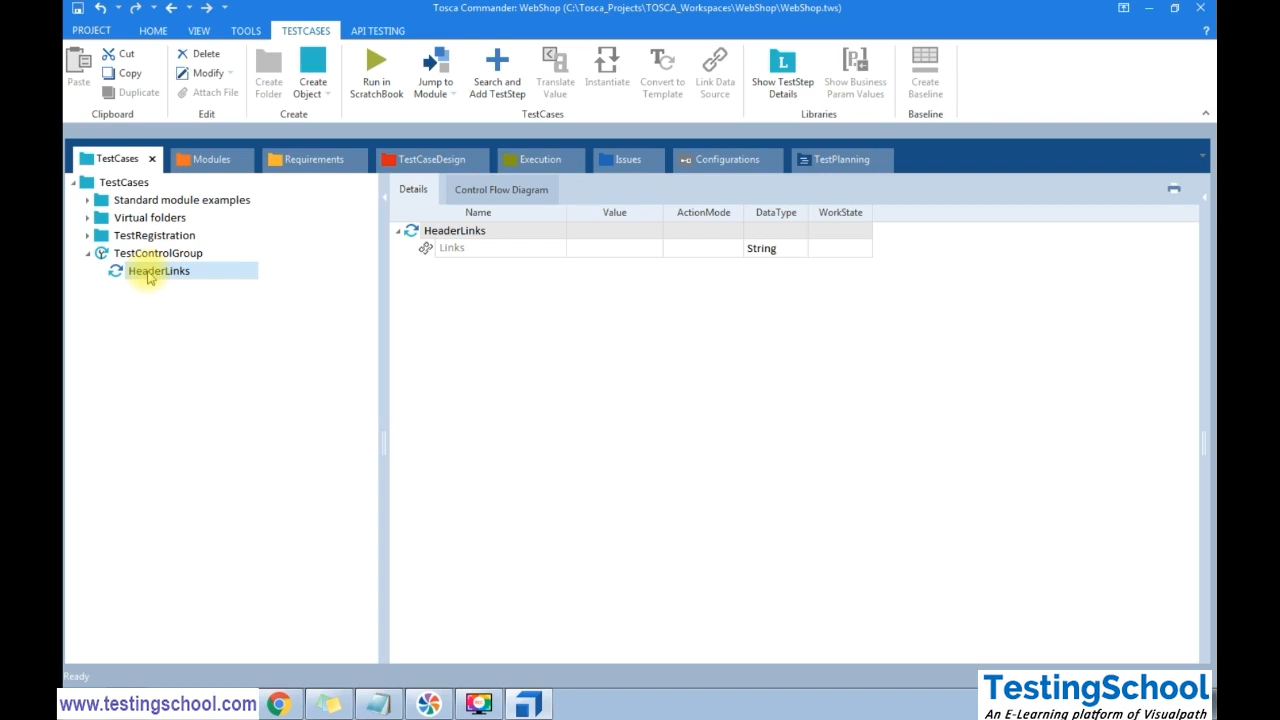 Tosca Commander: WebShop (C:\Tosca_Projects\TOSCA_Workspaces\WebShop\WebShop.tws)
PROJECT HOME VIEW TOOLS TESTCASES API TESTING ?
Paste
Cut
Copy
Duplicate
Clipboard
Delete
Modify
Attach File
Edit
Create Folder
Create Object
Create
Run in ScratchBook
Jump to Module
Search and Add TestStep
Translate Value
Instantiate
Convert to Template
Link Data Source
TestCases
L
Show TestStep Details
Show Business Param Values
Libraries
Create Baseline
Baseline
TestCases Modules Requirements TestCaseDesign Execution Issues Configurations TestPlanning
TestCases
Standard module examples
Virtual folders
TestRegistration
TestControlGroup
HeaderLinks
Details Control Flow Diagram
Name Value ActionMode DataType WorkState
HeaderLinks
Links String
Ready
www.testingschool.com
TestingSchool
An E-Learning platform of Visualpath